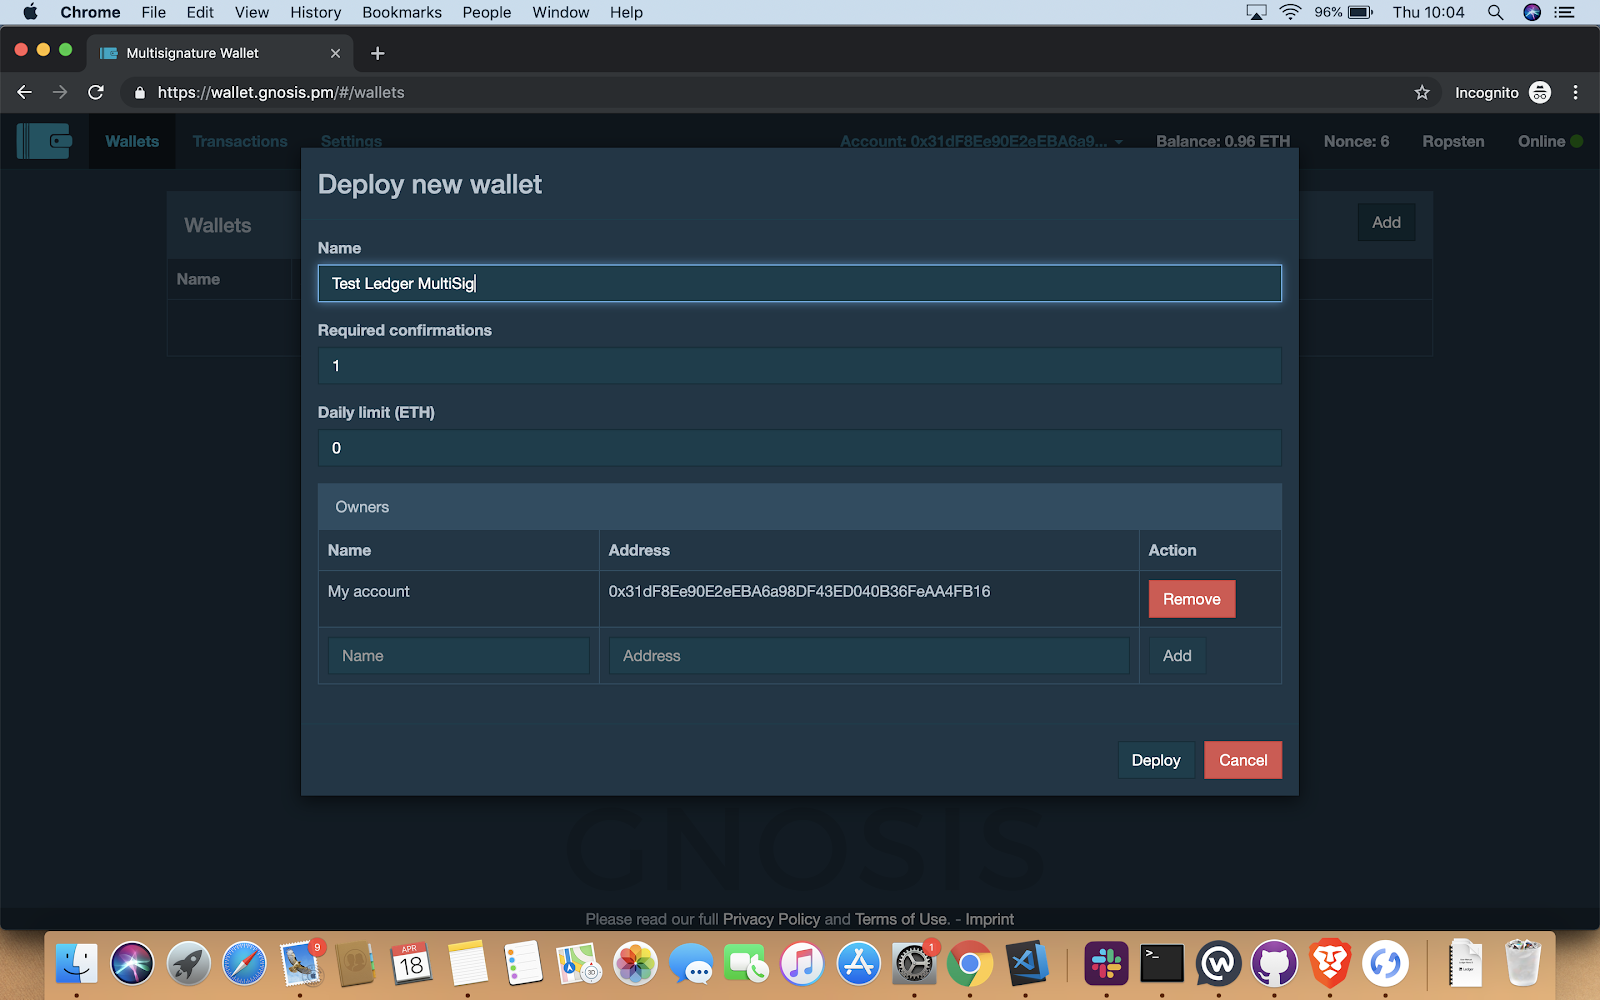 Chrome File Edit View History Bookmarks People Window Help 96% Thu 10:04
Multisignature Wallet
https://wallet.gnosis.pm/#/wallets Incognito
Wallets Transactions Settings Account: 0x31dF8Ee90E2eEBA6a9... Balance: 0.96 ETH Nonce: 6 Ropsten Online
Deploy new wallet
Wallets Add
Name
Name
Test Ledger MultiSig
Required confirmations
1
Daily limit (ETH)
0
Owners
Name Address Action
My account 0x31dF8Ee90E2eEBA6a98DF43ED040B36FeAA4FB16 Remove
Name Address Add
Deploy Cancel
GNOSIS
Please read our full Privacy Policy and Terms of Use. - Imprint
9 APR 18 30 1